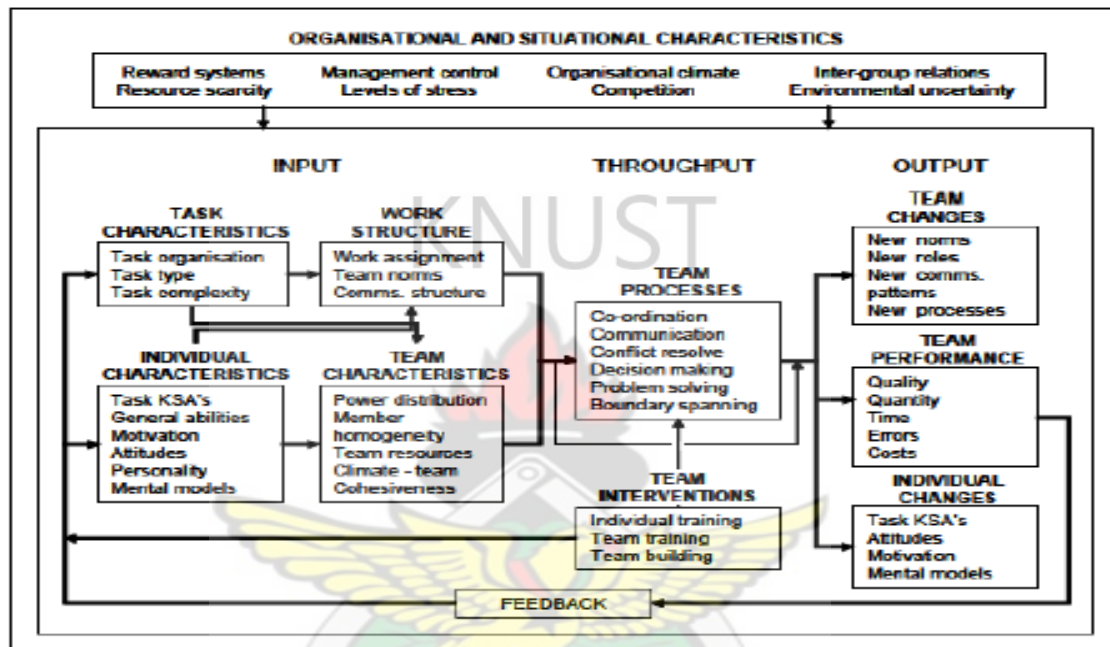 ORGANISATIONAL AND SITUATIONAL CHARACTERISTICS
Reward systems
Resource scarcity
Management control
Levels of stress
Organisational climate
Competition
Inter-group relations
Environmental uncertainty
INPUT
THROUGHPUT
OUTPUT
KNUST
TASK
CHARACTERISTICS
Task organisation
Task type
Task complexity
WORK
STRUCTURE
Work assignment
Team norms
Comms. structure
INDIVIDUAL
CHARACTERISTICS
Task KSA's
General abilities
Motivation
Attitudes
Personality
Mental models
TEAM
CHARACTERISTICS
Power distribution
Member
homogeneity
Team resources
Climate - team
Cohesiveness
TEAM
PROCESSES
Co-ordination
Communication
Conflict resolve
Decision making
Problem solving
Boundary spanning
TEAM
INTERVENTIONS
Individual training
Team training
Team building
TEAM
CHANGES
New norms
New roles
New comms.
patterns
New processes
TEAM
PERFORMANCE
Quality
Quantity
Time
Errors
Costs
INDIVIDUAL
CHANGES
Task KSA's
Attitudes
Motivation
Mental models
FEEDBACK